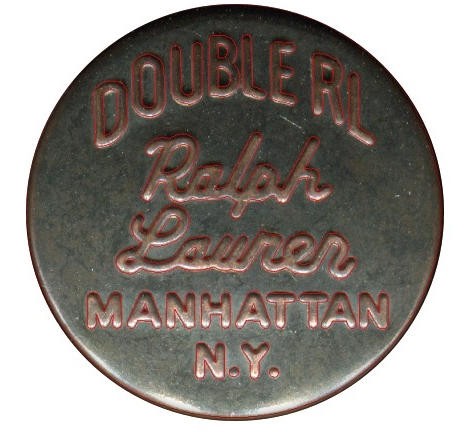 DOUBLE RL
Ralph
Lauren
MANHATTAN
N.Y.